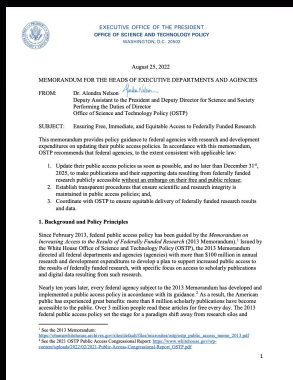 EXECUTIVE OFFICE OF THE PRESIDENT
OFFICE OF SCIENCE AND TECHNOLOGY POLICY
WASHINGTON, D.C. 20502
August 25, 2022
MEMORANDUM FOR THE HEADS OF EXECUTIVE DEPARTMENTS AND AGENCIES
FROM: Dr. Alondra Nelson
Deputy Assistant to the President and Deputy Director for Science and Society
Performing the Duties of Director
Office of Science and Technology Policy (OSTP)
SUBJECT: Ensuring Free, Immediate, and Equitable Access to Federally Funded Research
This memorandum provides policy guidance to federal agencies with research and development
expenditures on updating their public access policies. In accordance with this memorandum,
OSTP recommends that federal agencies, to the extent consistent with applicable law:
1. Update their public access policies as soon as possible, and no later than December 31st,
2025, to make publications and their supporting data resulting from federally funded
research publicly accessible without an embargo on their free and public release;
2. Establish transparent procedures that ensure scientific and research integrity is
maintained in public access policies; and,
3. Coordinate with OSTP to ensure equitable delivery of federally funded research results
and data.
1. Background and Policy Principles
Since February 2013, federal public access policy has been guided by the Memorandum on
Increasing Access to the Results of Federally Funded Research (2013 Memorandum).1 Issued by
the White House Office of Science and Technology Policy (OSTP), the 2013 Memorandum
directed all federal departments and agencies (agencies) with more than $100 million in annual
research and development expenditures to develop a plan to support increased public access to
the results of federally funded research, with specific focus on access to scholarly publications
and digital data resulting from such research.
Nearly ten years later, every federal agency subject to the 2013 Memorandum has developed and
implemented a public access policy in accordance with its guidance.2 As a result, the American
public has experienced great benefits: more than 8 million scholarly publications have become
accessible to the public. Over 3 million people read these articles for free every day. The 2013
federal public access policy set the stage for a paradigm shift away from research silos and
1 See the 2013 Memorandum:
2 See the 2021 OSTP Public Access Congressional Report:
1